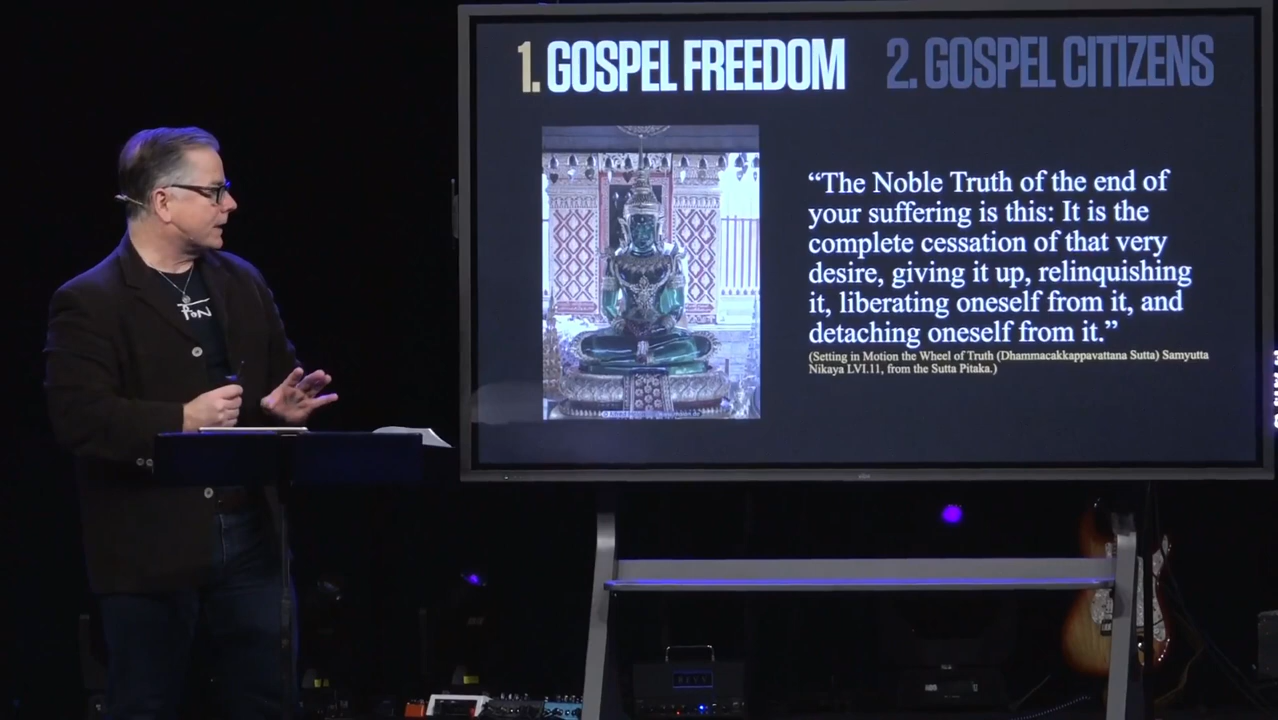 1. GOSPEL FREEDOM
2. GOSPEL CITIZENS
“The Noble Truth of the end of
your suffering is this: It is the
complete cessation of that very
desire, giving it up, relinquishing
it, liberating oneself from it, and
detaching oneself from it.”
(Setting in Motion the Wheel of Truth (Dhammacakkappavattana Sutta) Samyutta
Nikaya LVI.11, from the Sutta Pitaka.)